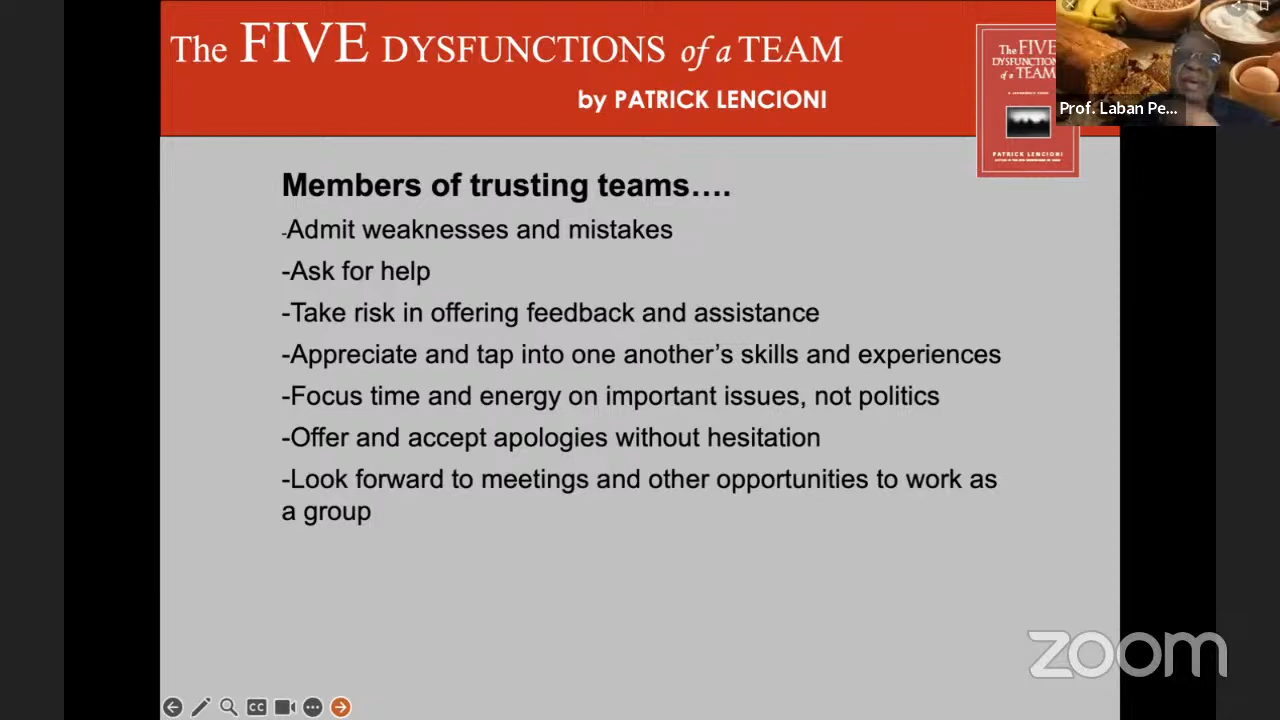 The FIVE DYSFUNCTIONS of a TEAM
by PATRICK LENCIONI
The FIVE
DYSFUNCTION
of a TEAM
PATRICK LENCIONI
Prof. Laban Pe...
Members of trusting teams....
-Admit weaknesses and mistakes
-Ask for help
-Take risk in offering feedback and assistance
-Appreciate and tap into one another’s skills and experiences
-Focus time and energy on important issues, not politics
-Offer and accept apologies without hesitation
-Look forward to meetings and other opportunities to work as
a group
CC
zoom